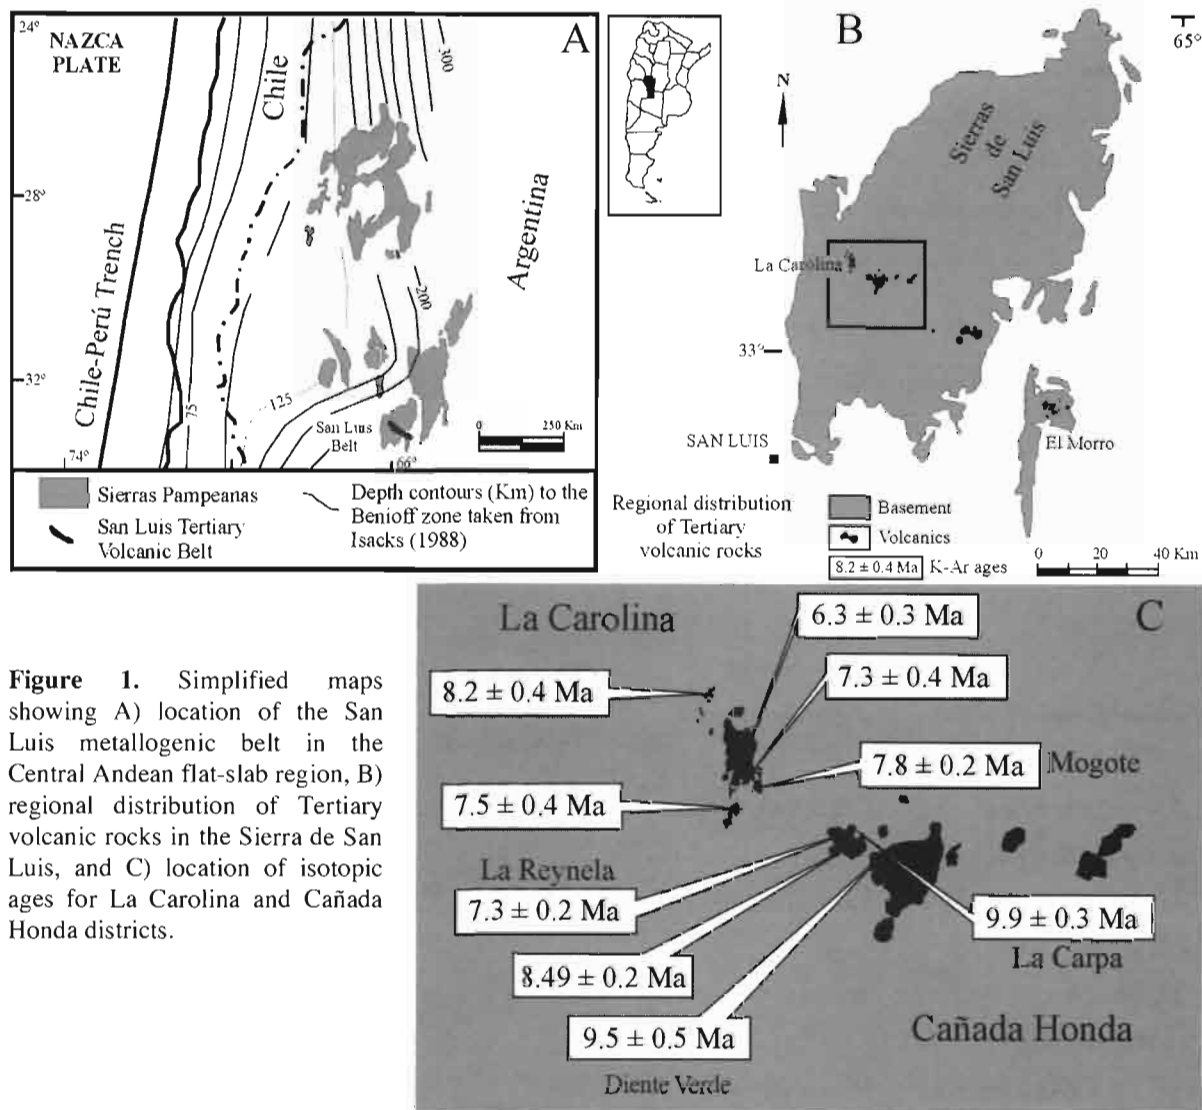 24°
NAZCA
PLATE
Chile
300
A
28°
Chile-Perú Trench
Argentina
200
32°
75
125
San Luis
Belt
0 250 Km
74°
66°
Sierras Pampeanas
San Luis Tertiary
Volcanic Belt
Depth contours (Km) to the
Benioff zone taken from
Isacks (1988)
B
65°
N
Sierras
de
San Luis
La Carolina
33°
SAN LUIS
El Morro
Regional distribution
of Tertiary
volcanic rocks
Basement
Volcanics
8.2 ± 0.4 Ma K-Ar ages
0 20 40 Km
Figure 1. Simplified maps
showing A) location of the San
Luis metallogenic belt in the
Central Andean flat-slab region, B)
regional distribution of Tertiary
volcanic rocks in the Sierra de San
Luis, and C) location of isotopic
ages for La Carolina and Cañada
Honda districts.
La Carolina
6.3 ± 0.3 Ma
C
8.2 ± 0.4 Ma
7.3 ± 0.4 Ma
7.8 ± 0.2 Ma Mogote
7.5 ± 0.4 Ma
La Reynela
7.3 ± 0.2 Ma
9.9 ± 0.3 Ma
La Carpa
8.49 ± 0.2 Ma
9.5 ± 0.5 Ma
Cañada Honda
Diente Verde